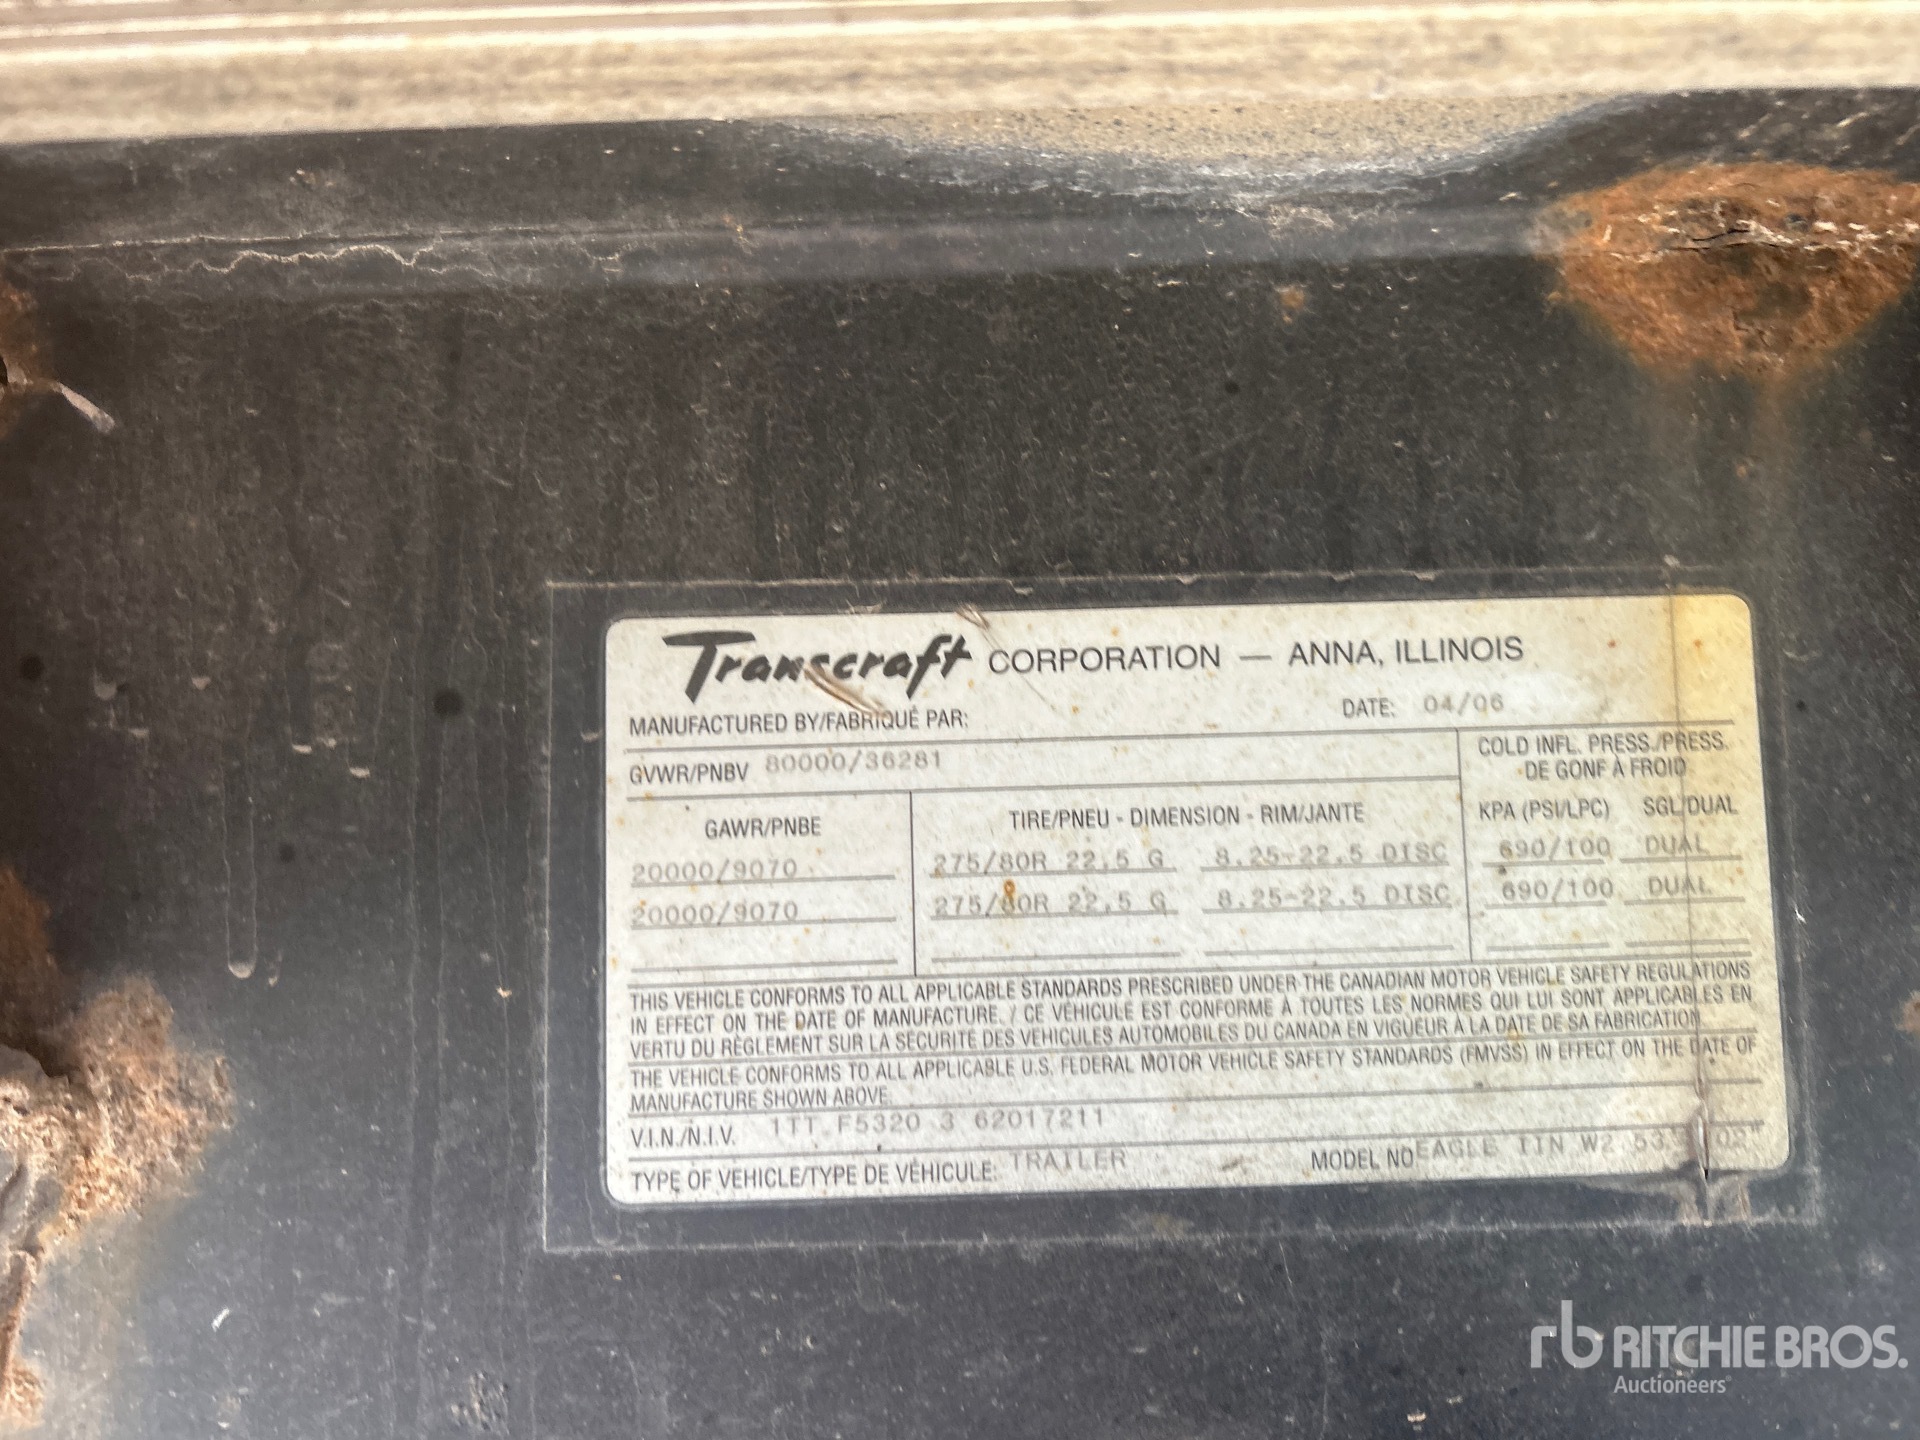 Transcraft CORPORATION — ANNA, ILLINOIS
MANUFACTURED BY/FABRIQUÉ PAR: DATE: 04/06
GVWR/PNBV 80000/36281
COLD INFL. PRESS./PRESS. DE GONF À FROID
GAWR/PNBE TIRE/PNEU - DIMENSION - RIM/JANTE KPA (PSI/LPC) SGL/DUAL
20000/9070 275/80R 22.5 G 8.25-22.5 DISC 690/100 DUAL
20000/9070 275/80R 22.5 G 8.25-22.5 DISC 690/100 DUAL
THIS VEHICLE CONFORMS TO ALL APPLICABLE STANDARDS PRESCRIBED UNDER THE CANADIAN MOTOR VEHICLE SAFETY REGULATIONS
IN EFFECT ON THE DATE OF MANUFACTURE. / CE VÉHICULE EST CONFORME À TOUTES LES NORMES QUI LUI SONT APPLICABLES EN
VERTU DU RÈGLEMENT SUR LA SÉCURITÉ DES VÉHICULES AUTOMOBILES DU CANADA EN VIGUEUR À LA DATE DE SA FABRICATION
THE VEHICLE CONFORMS TO ALL APPLICABLE U.S. FEDERAL MOTOR VEHICLE SAFETY STANDARDS (FMVSS) IN EFFECT ON THE DATE OF
MANUFACTURE SHOWN ABOVE.
V.I.N./N.I.V. 1TT F5320 3 62017211
TYPE OF VEHICLE/TYPE DE VÉHICULE: TRAILER MODEL NO EAGLE IIN W2
rb RITCHIE BROS.
Auctioneers